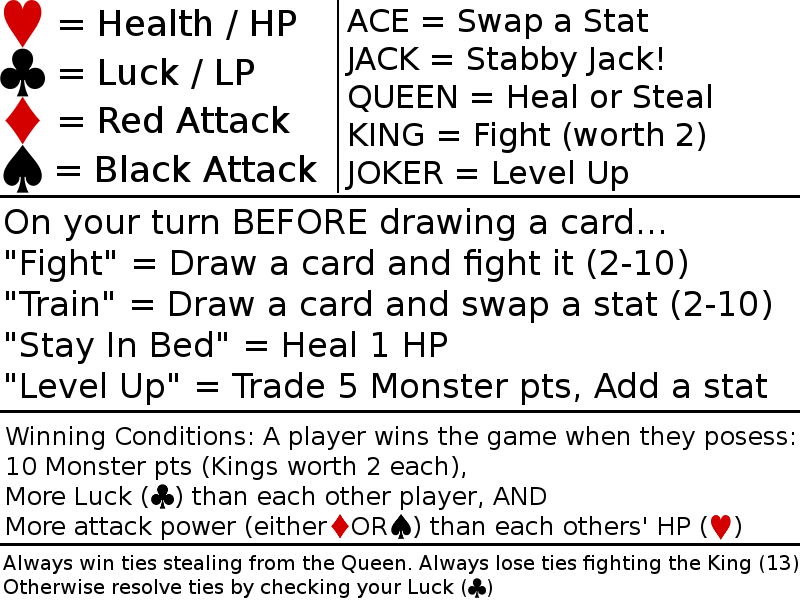 ♥ = Health / HP
♣ = Luck / LP
♦ = Red Attack
♠ = Black Attack
ACE = Swap a Stat
JACK = Stabby Jack!
QUEEN = Heal or Steal
KING = Fight (worth 2)
JOKER = Level Up
On your turn BEFORE drawing a card...
"Fight" = Draw a card and fight it (2-10)
"Train" = Draw a card and swap a stat (2-10)
"Stay In Bed" = Heal 1 HP
"Level Up" = Trade 5 Monster pts, Add a stat
Winning Conditions: A player wins the game when they posess:
10 Monster pts (Kings worth 2 each),
More Luck (♣) than each other player, AND
More attack power (either♦OR♠) than each others' HP (♥)
Always win ties stealing from the Queen. Always lose ties fighting the King (13)
Otherwise resolve ties by checking your Luck (♣)